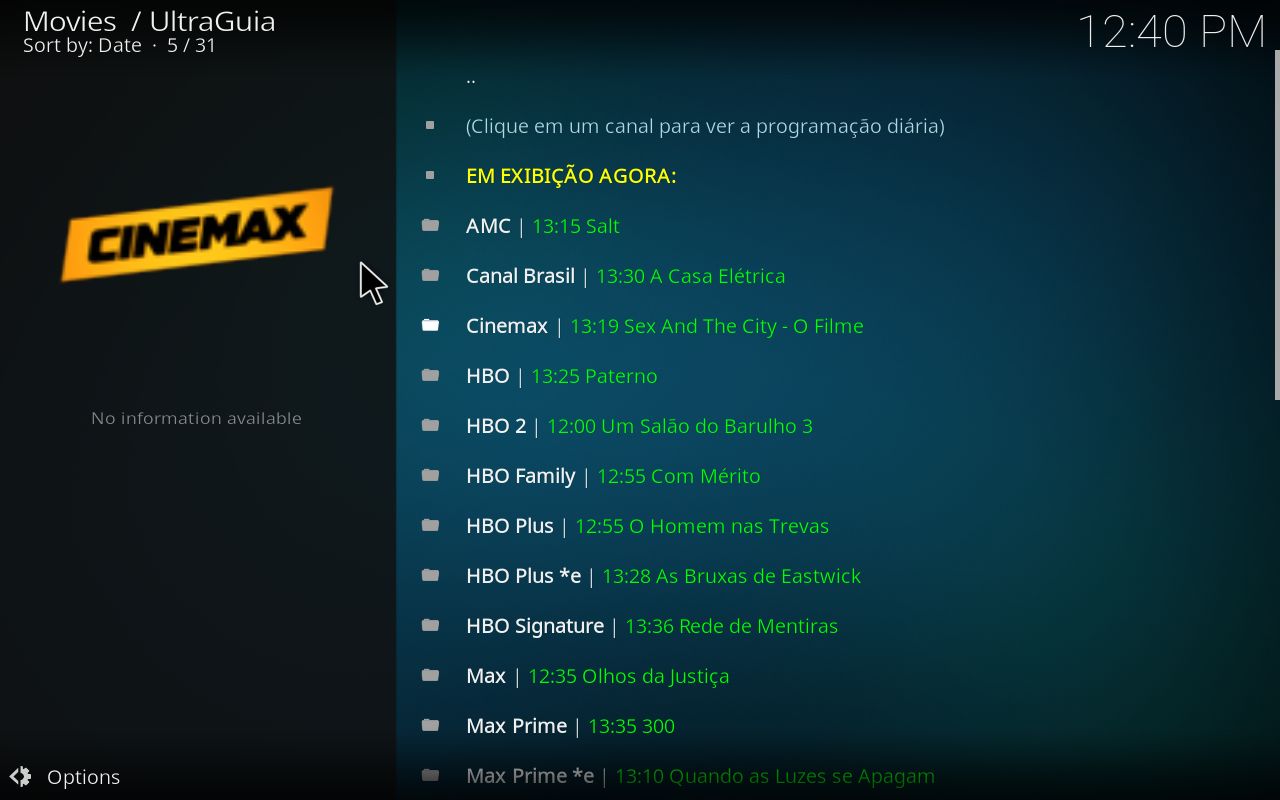 Movies / UltraGuia
Sort by: Date · 5 / 31
12:40 PM
..
(Clique em um canal para ver a programação diária)
EM EXIBIÇÃO AGORA:
AMC | 13:15 Salt
Canal Brasil | 13:30 A Casa Elétrica
Cinemax | 13:19 Sex And The City - O Filme
HBO | 13:25 Paterno
HBO 2 | 12:00 Um Salão do Barulho 3
HBO Family | 12:55 Com Mérito
HBO Plus | 12:55 O Homem nas Trevas
HBO Plus *e | 13:28 As Bruxas de Eastwick
HBO Signature | 13:36 Rede de Mentiras
Max | 12:35 Olhos da Justiça
Max Prime | 13:35 300
Max Prime *e | 13:10 Quando as Luzes se Apagam
CINEMAX
No information available
Options